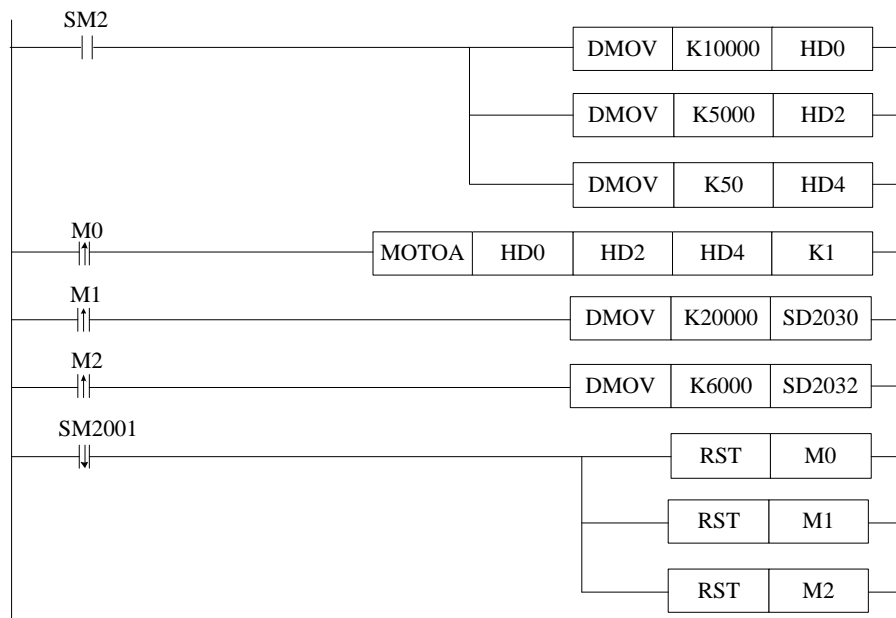 SM2
DMOV K10000 HD0
DMOV K5000 HD2
DMOV K50 HD4
M0
MOTOA HD0 HD2 HD4 K1
M1
DMOV K20000 SD2030
M2
DMOV K6000 SD2032
SM2001
RST M0
RST M1
RST M2